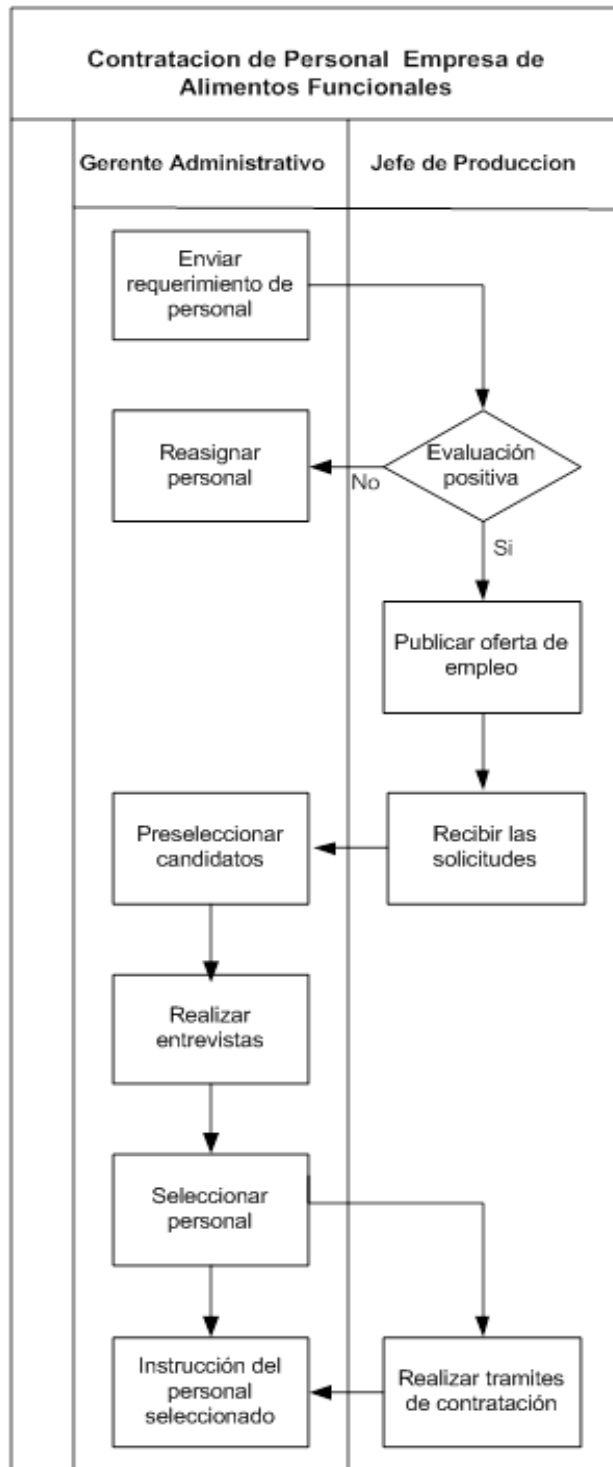 Contratacion de Personal Empresa de
Alimentos Funcionales
Gerente Administrativo
Jefe de Produccion
Enviar
requerimiento de
personal
Evaluación
positiva
Reasignar
personal
No
Si
Publicar oferta de
empleo
Recibir las
solicitudes
Preseleccionar
candidatos
Realizar
entrevistas
Seleccionar
personal
Realizar tramites
de contratación
Instrucción del
personal
seleccionado